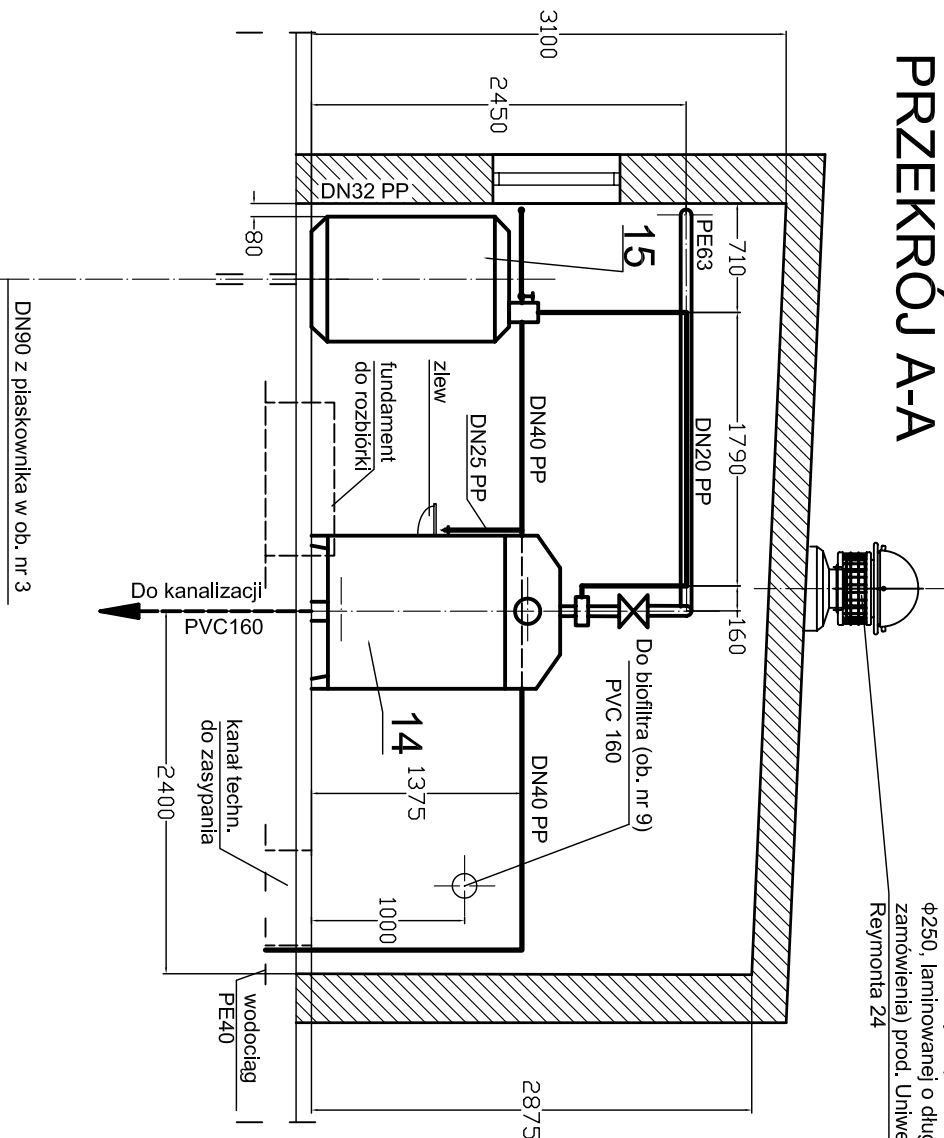 PRZEKRÓJ A-A
ϕ250, laminowanej o dług
zamówienia) prod. Uniwe
Reymonta 24
3100
2450
DN32 PP
80
15
PE63
710
1790
160
DN20 PP
DN40 PP
DN25 PP
zlew
fundament
do rozbiórki
Do kanalizacji
PVC160
DN90 z piaskownika w ob. nr 3
Do biofiltra (ob. nr 9)
PVC 160
14
1375
DN40 PP
1000
2400
kanał techn.
do zasypania
wodociąg
PE40
2875